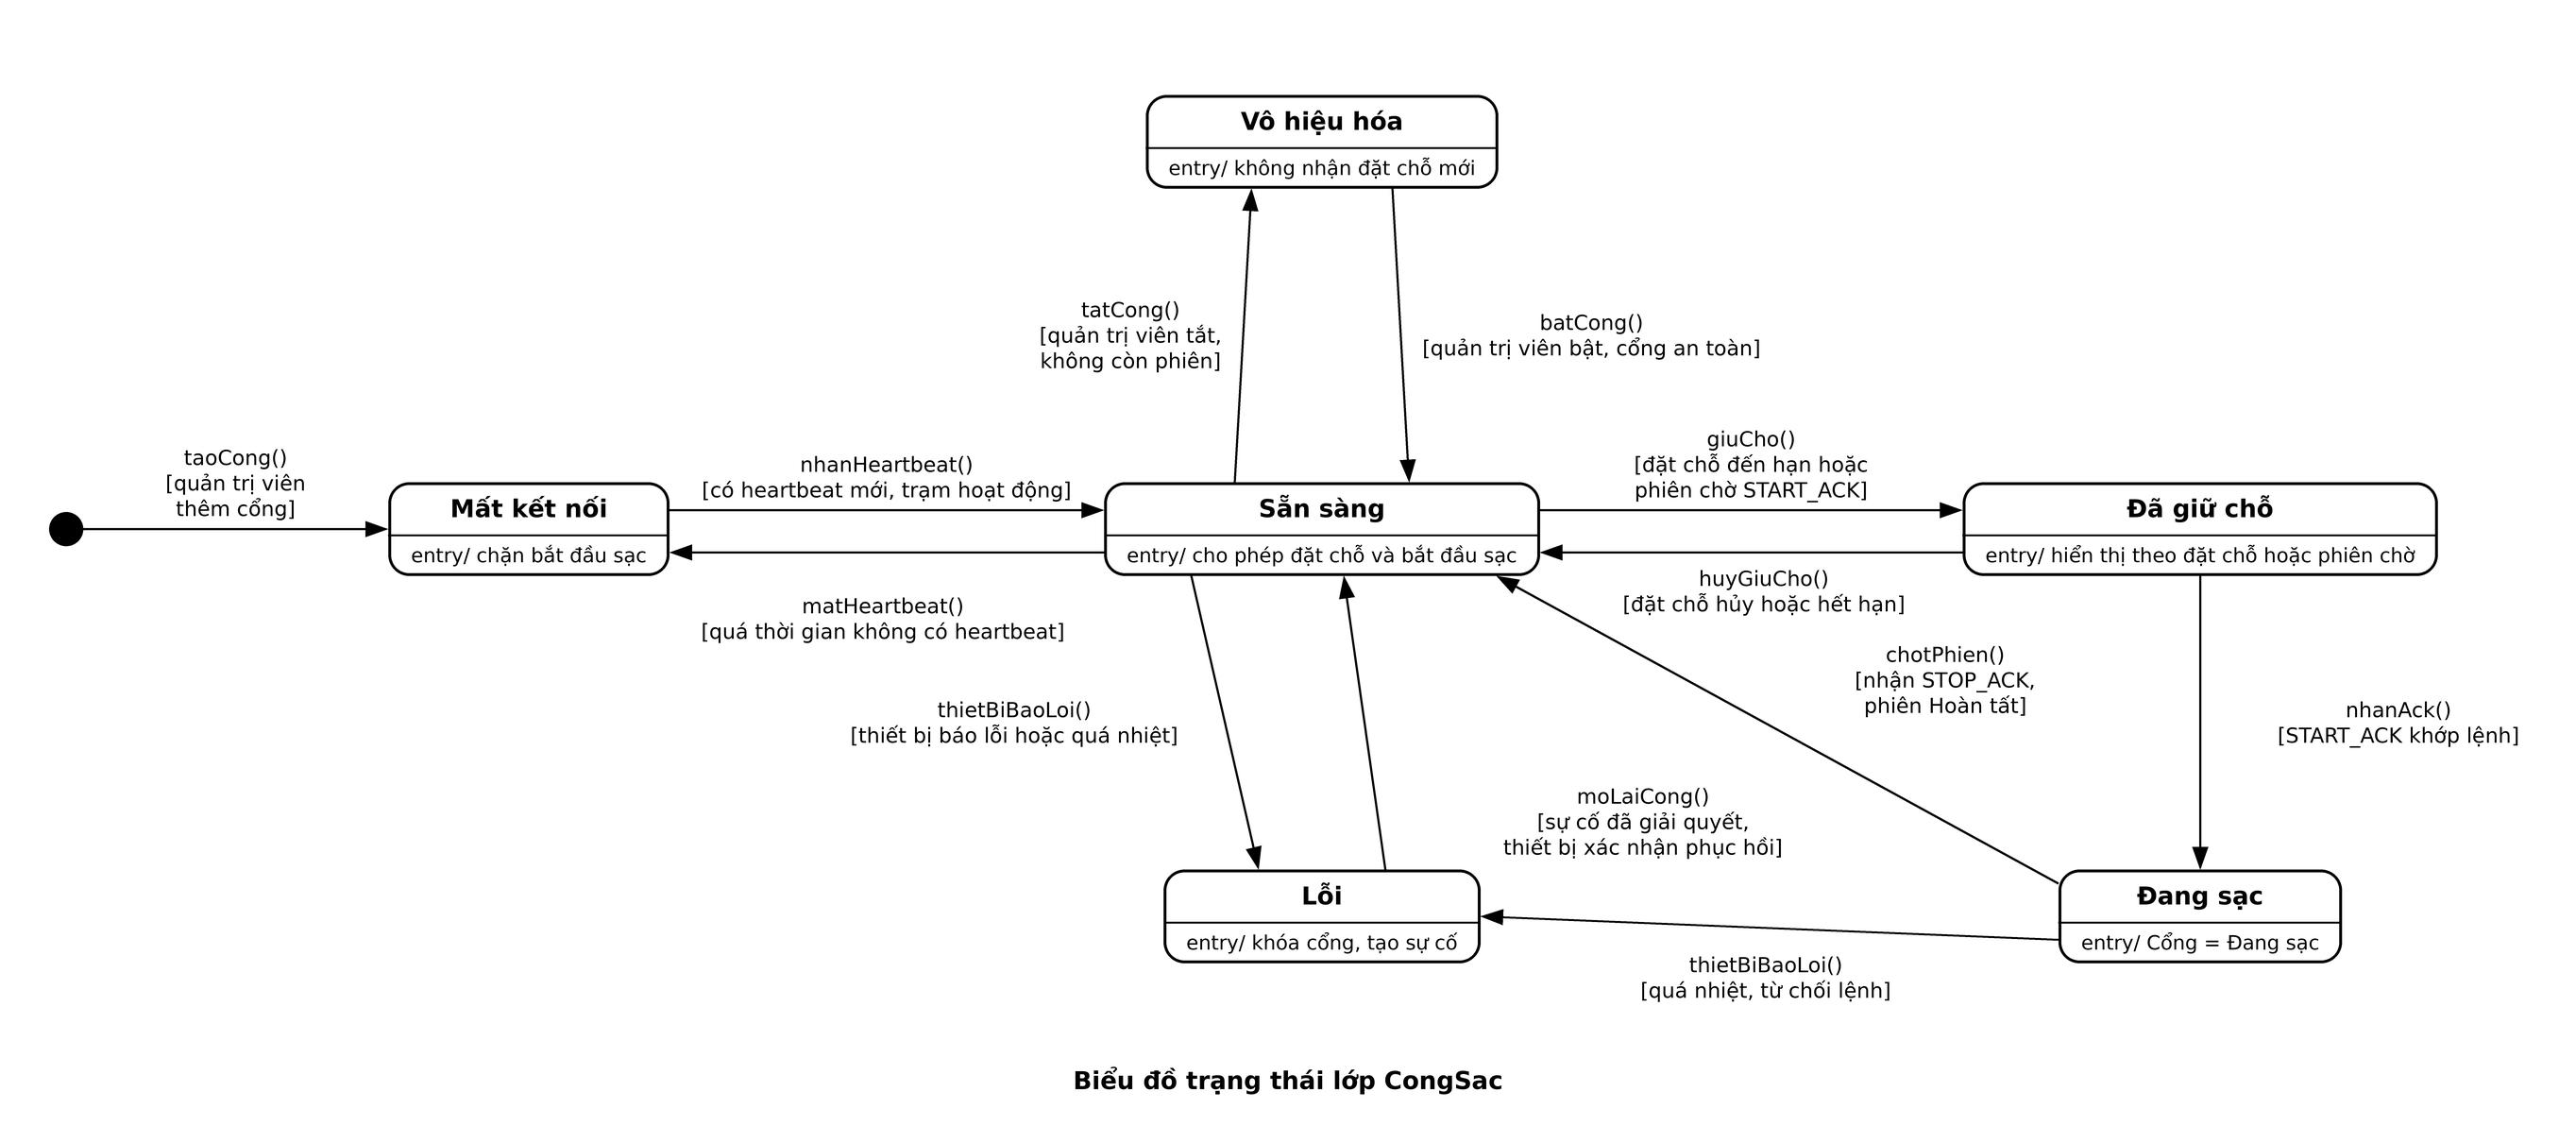 Vô hiệu hóa
entry/ không nhận đặt chỗ mới
tatCong()
[quản trị viên tắt,
không còn phiên]
batCong()
[quản trị viên bật, cổng an toàn]
taoCong()
[quản trị viên
thêm cổng]
Mất kết nối
entry/ chặn bắt đầu sạc
nhanHeartbeat()
[có heartbeat mới, trạm hoạt động]
Sẵn sàng
entry/ cho phép đặt chỗ và bắt đầu sạc
giuCho()
[đặt chỗ đến hạn hoặc
phiên chờ START_ACK]
Đã giữ chỗ
entry/ hiển thị theo đặt chỗ hoặc phiên chờ
matHeartbeat()
[quá thời gian không có heartbeat]
huyGiuCho()
[đặt chỗ hủy hoặc hết hạn]
chotPhien()
[nhận STOP_ACK,
phiên Hoàn tất]
thietBiBaoLoi()
[thiết bị báo lỗi hoặc quá nhiệt]
nhanAck()
[START_ACK khớp lệnh]
moLaiCong()
[sự cố đã giải quyết,
thiết bị xác nhận phục hồi]
Lỗi
entry/ khóa cổng, tạo sự cố
Đang sạc
entry/ Cổng = Đang sạc
thietBiBaoLoi()
[quá nhiệt, từ chối lệnh]
Biểu đồ trạng thái lớp CongSac